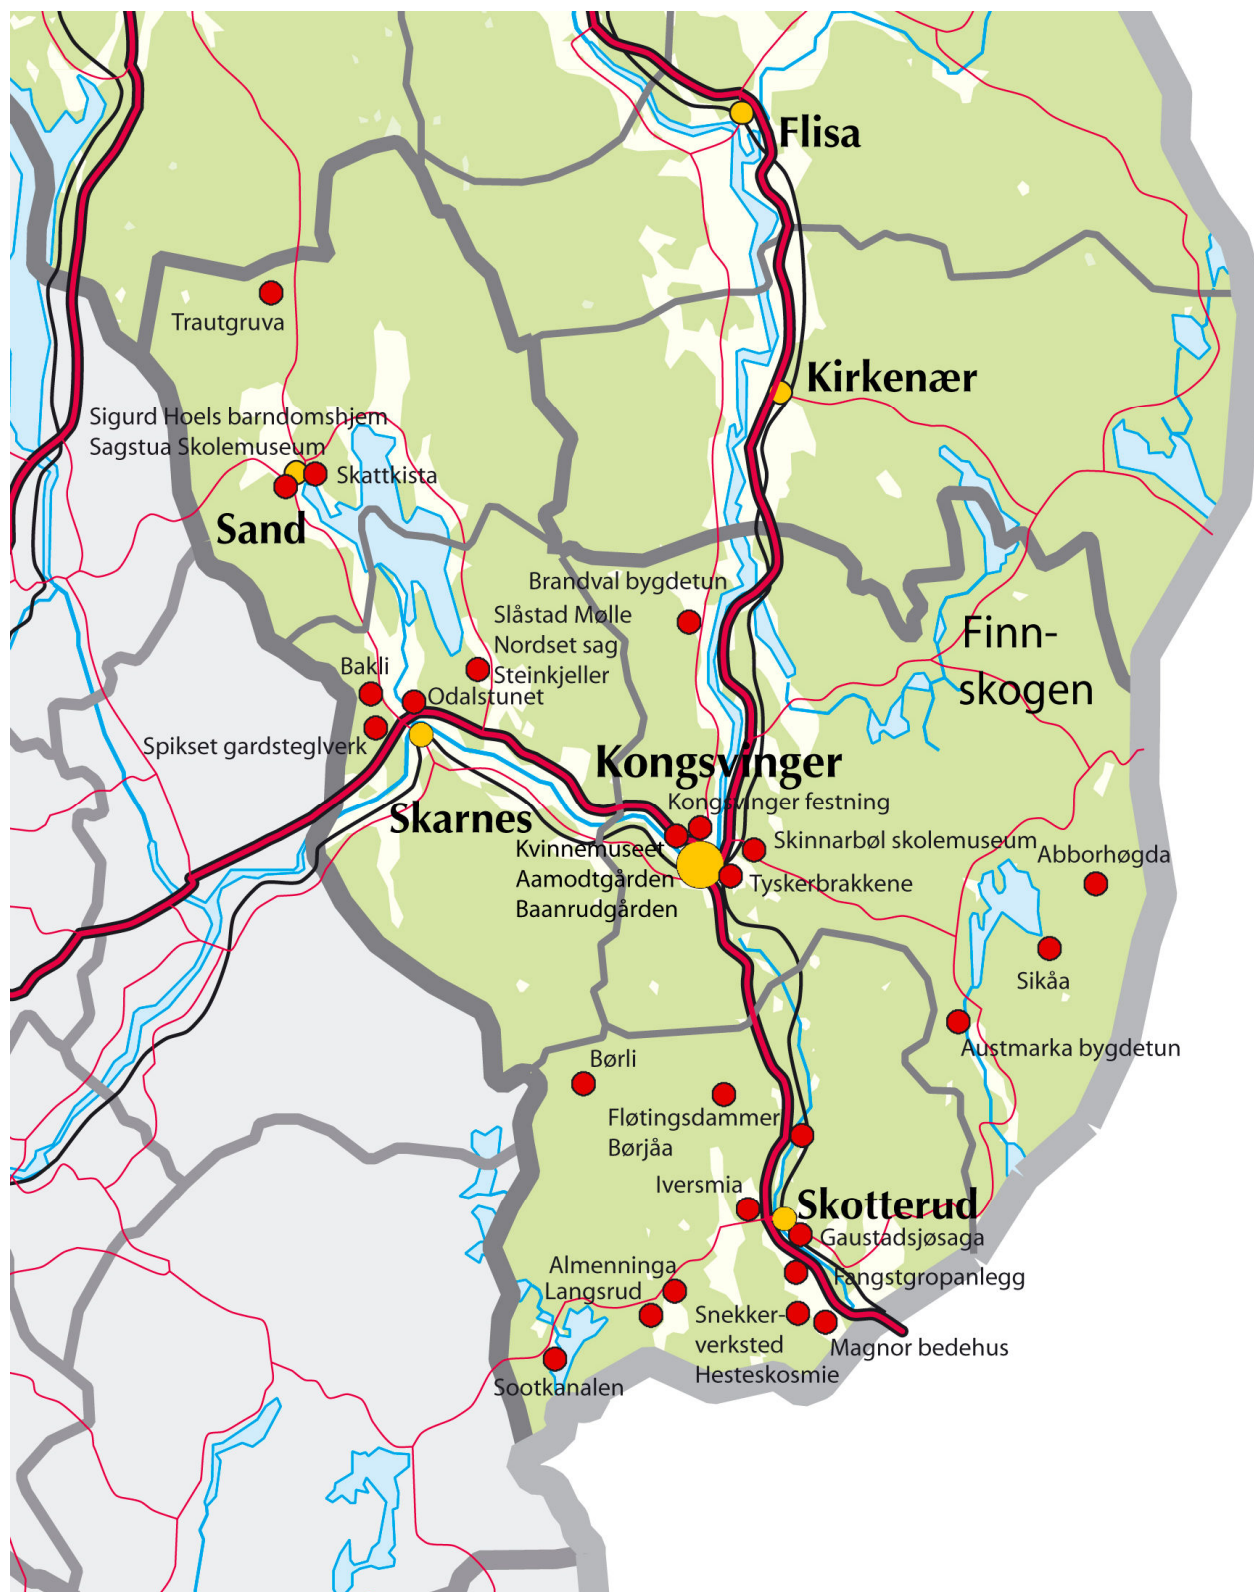 Flisa
Trautgruva
Kirkenær
Sigurd Hoels barndomshjem
Sagstua Skolemuseum
Skattkista
Sand
Brandval bygdetun
Slåstad Mølle
Nordset sag
Steinkjeller
Finn-
skogen
Bakli
Odalstunet
Spikset gardsteglverk
Kongsvinger
Kongsvinger festning
Skarnes
Skinnarbøl skolemuseum
Kvinnemuseet
Aamodtgården
Baanrudgården
Tyskerbrakkene
Abborhøgda
Sikåa
Austmarka bygdetun
Børli
Fløtingsdammer
Børjåa
Iversmia
Skotterud
Gaustadsjøsaga
Almenninga
Langsrud
Fangstgropanlegg
Snekker-
verksted
Hesteskosmie
Magnor bedehus
Sootkanalen